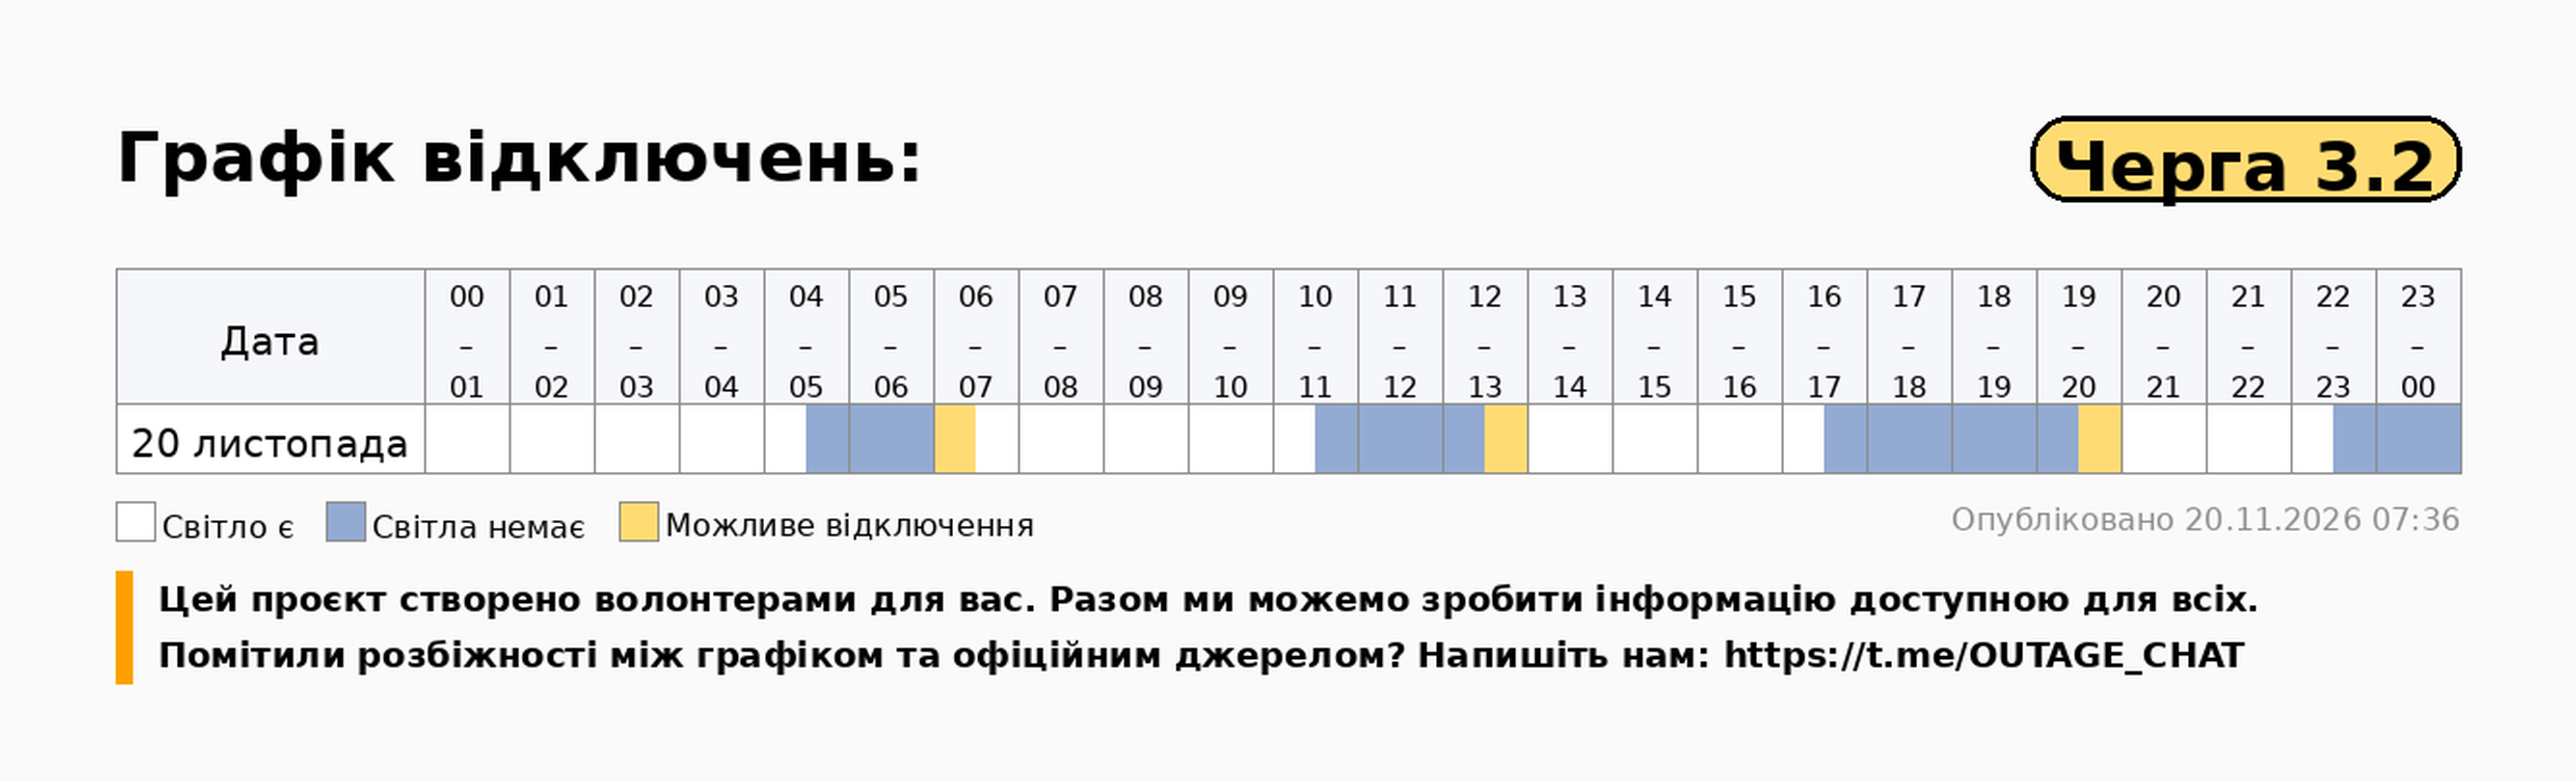 Графік відключень:
Черга 3.2
Дата
00 – 01
01 – 02
02 – 03
03 – 04
04 – 05
05 – 06
06 – 07
07 – 08
08 – 09
09 – 10
10 – 11
11 – 12
12 – 13
13 – 14
14 – 15
15 – 16
16 – 17
17 – 18
18 – 19
19 – 20
20 – 21
21 – 22
22 – 23
23 – 00
20 листопада
Світло є
Світла немає
Можливе відключення
Опубліковано 20.11.2026 07:36
Цей проєкт створено волонтерами для вас. Разом ми можемо зробити інформацію доступною для всіх.
Помітили розбіжності між графіком та офіційним джерелом? Напишіть нам: https://t.me/OUTAGE_CHAT